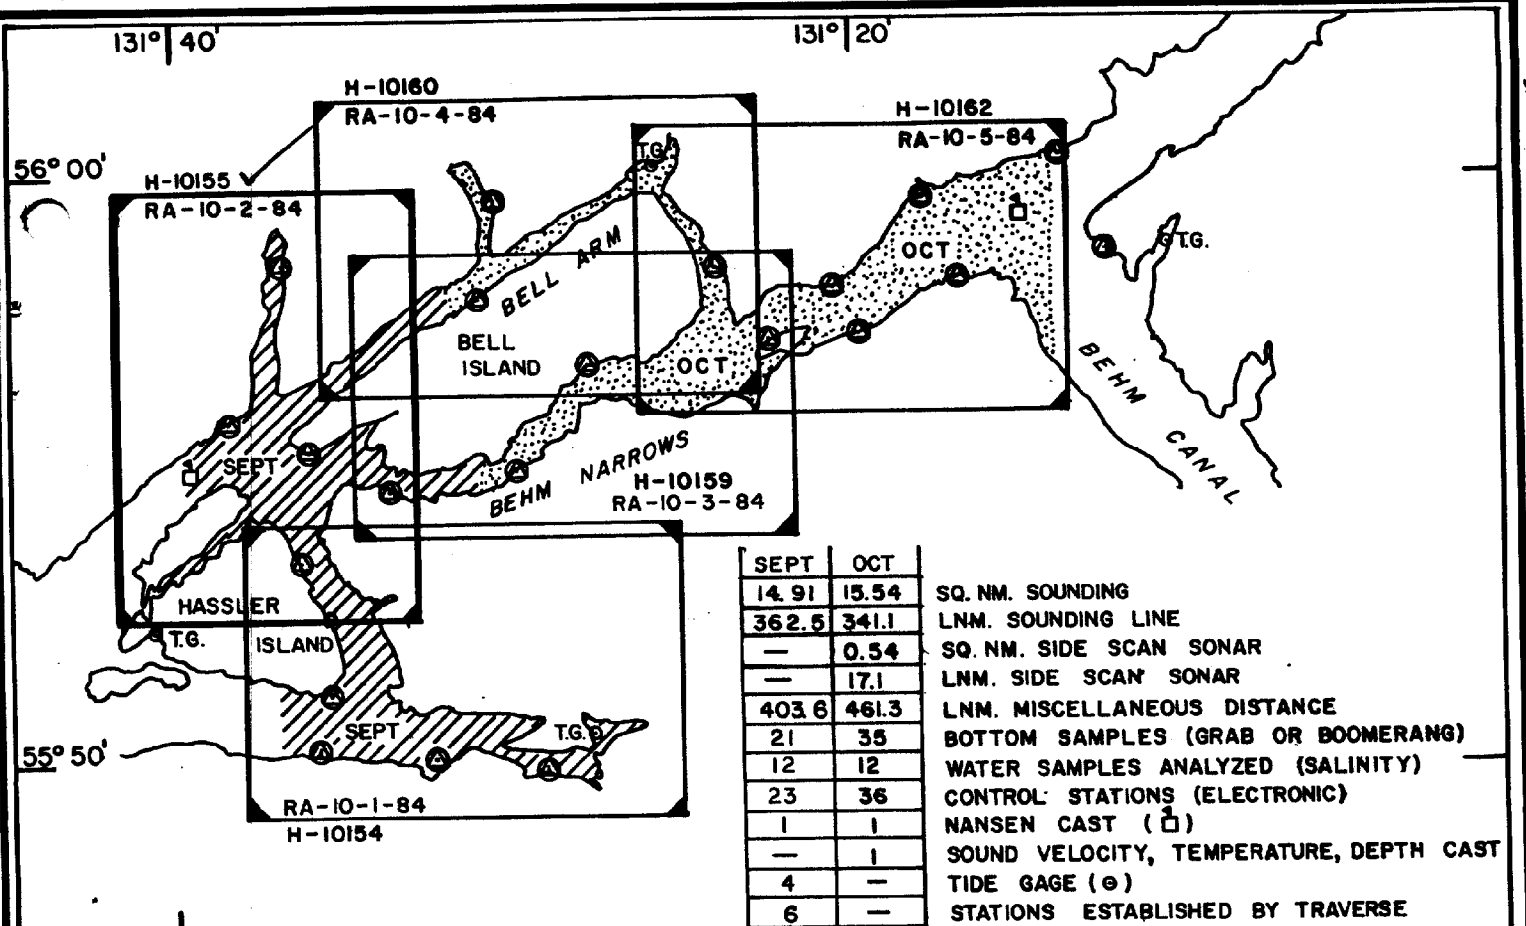 131° 40'
131° 20'
H-10160
RA-10-4-84
H-10162
RA-10-5-84
56° 00'
H-10155
RA-10-2-84
T.G.
T.G.
BELL ARM
OCT
BELL
ISLAND
OCT
BEHM CANAL
SEPT
BEHM NARROWS
H-10159
RA-10-3-84
HASSLER
ISLAND
T.G.
SEPT
T.G.
55° 50'
RA-10-1-84
H-10154
SEPT OCT
14.91 15.54 SQ. NM. SOUNDING
362.5 341.1 LNM. SOUNDING LINE
— 0.54 SQ. NM. SIDE SCAN SONAR
— 17.1 LNM. SIDE SCAN SONAR
403.6 461.3 LNM. MISCELLANEOUS DISTANCE
21 35 BOTTOM SAMPLES (GRAB OR BOOMERANG)
12 12 WATER SAMPLES ANALYZED (SALINITY)
23 36 CONTROL STATIONS (ELECTRONIC)
1 1 NANSEN CAST ( )
— 1 SOUND VELOCITY, TEMPERATURE, DEPTH CAST
4 — TIDE GAGE ( )
6 — STATIONS ESTABLISHED BY TRAVERSE